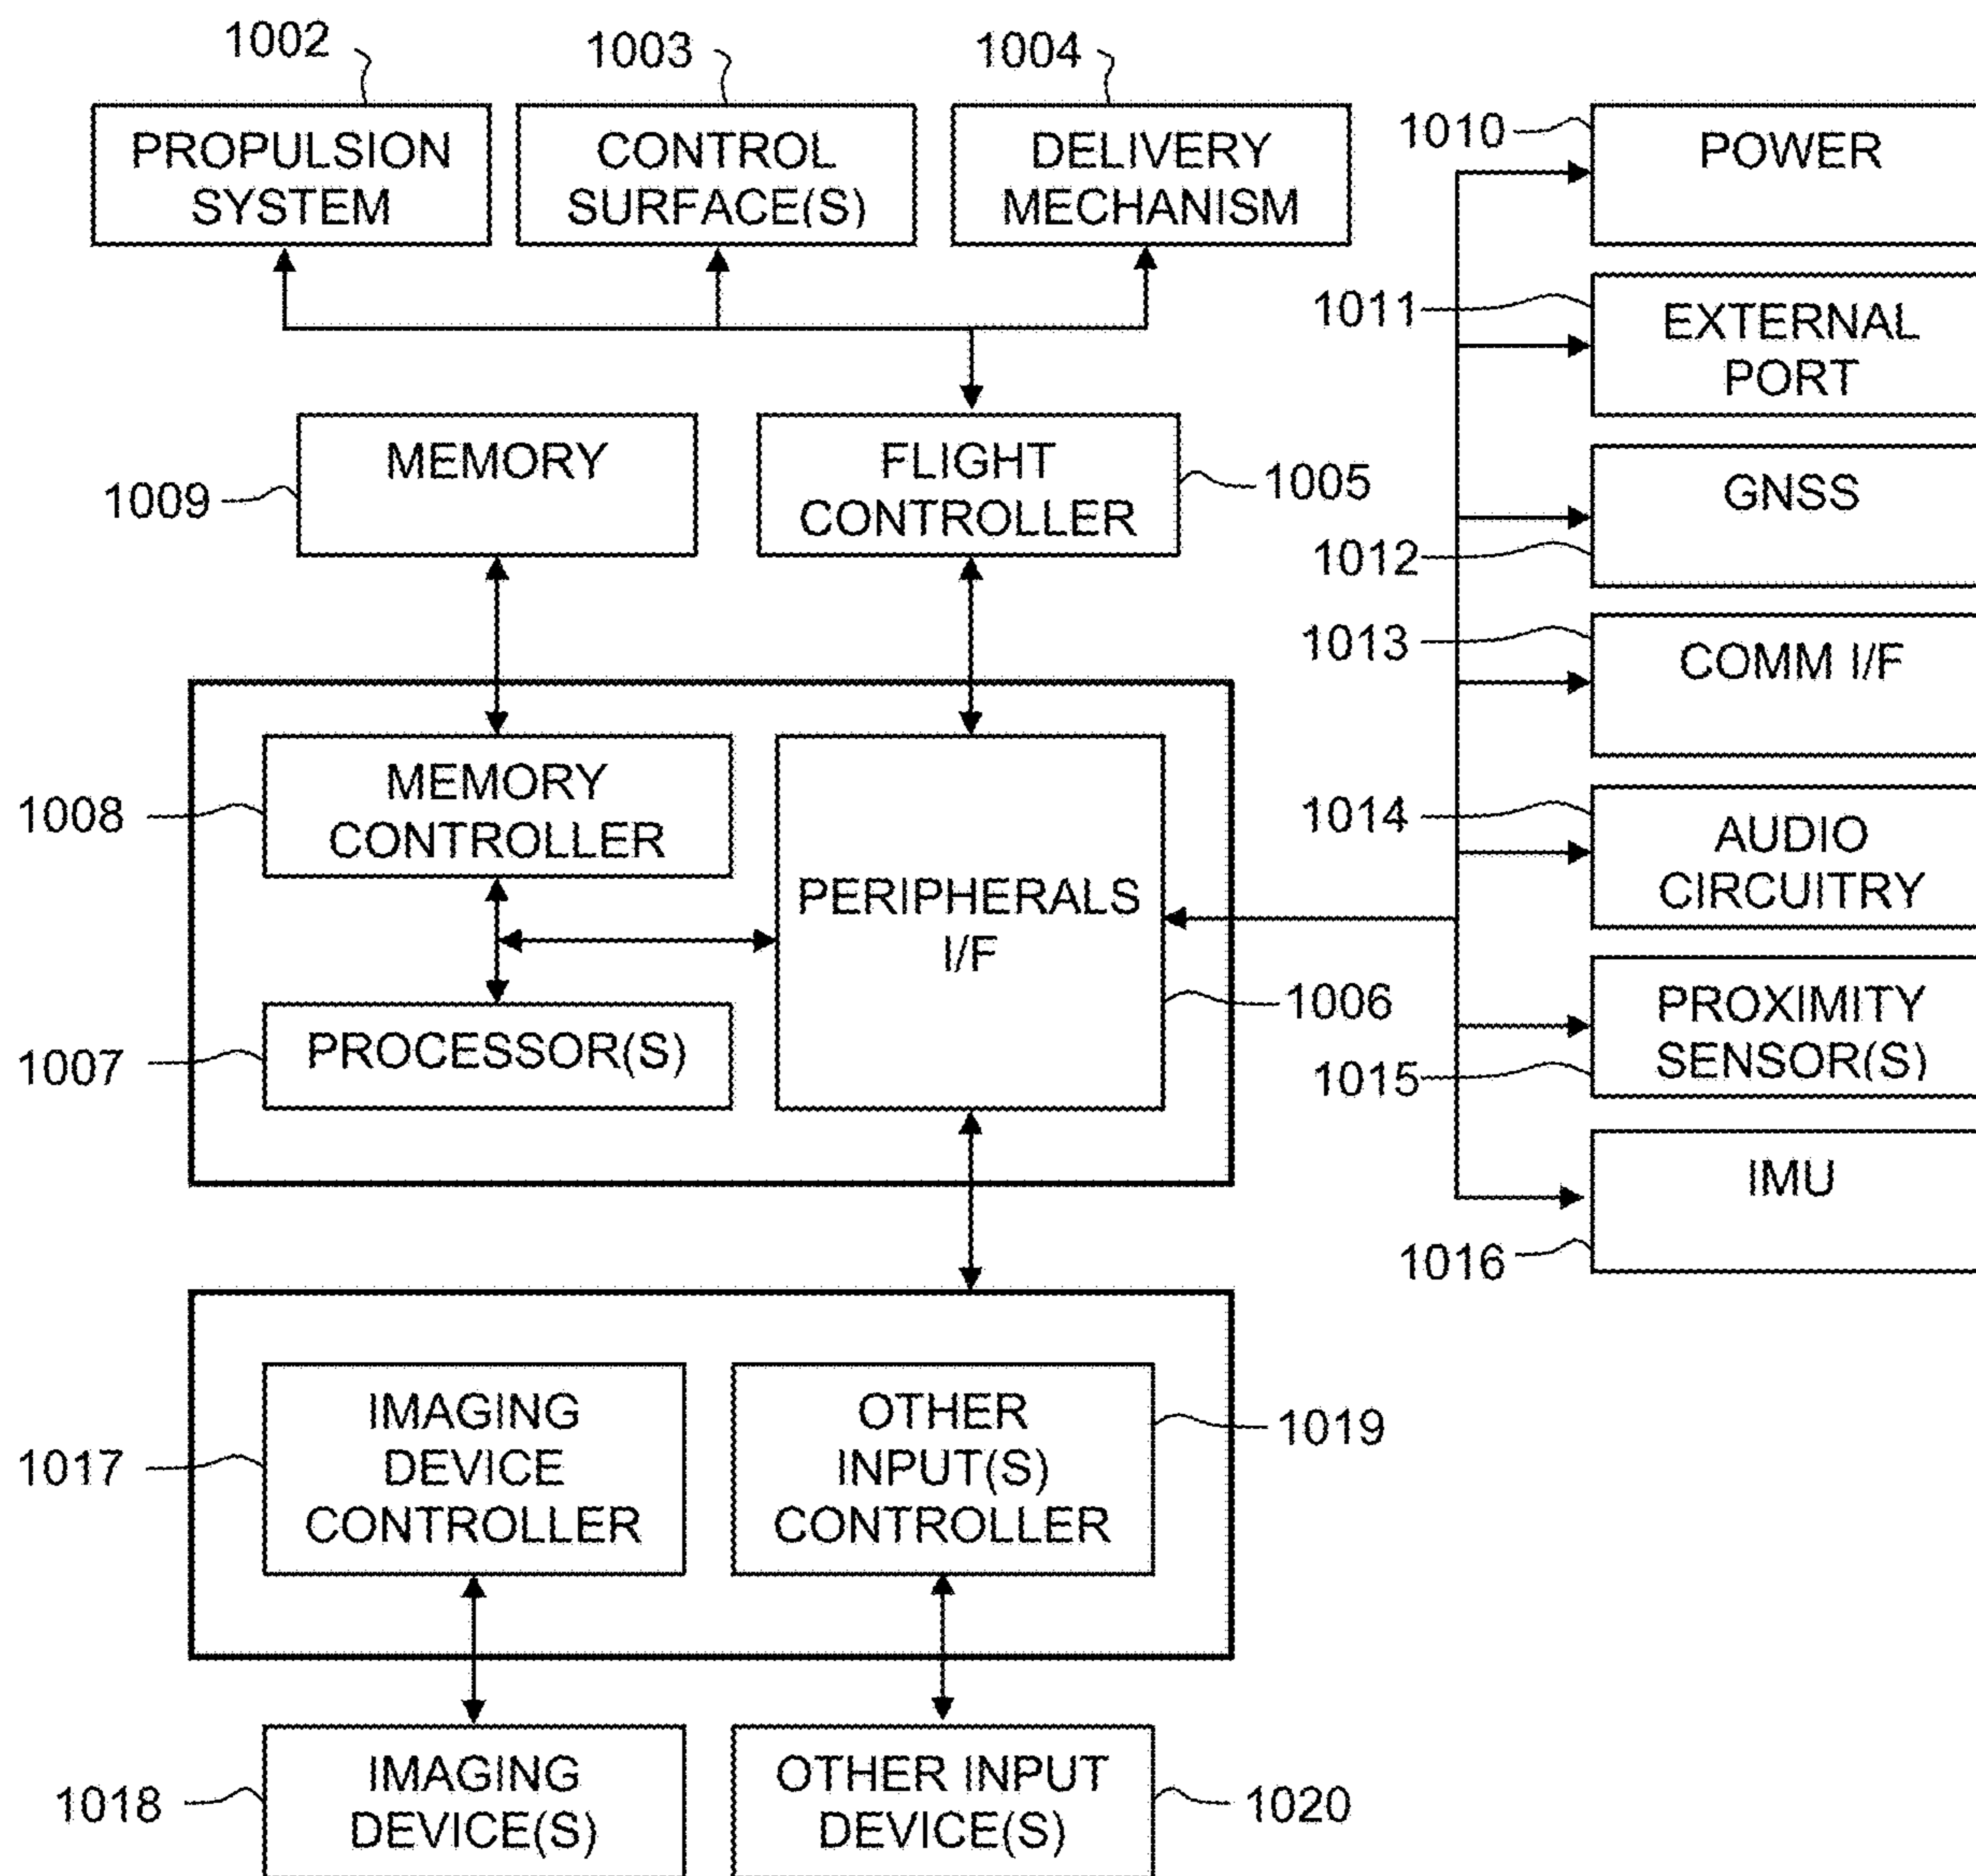 1002
1003
1004
PROPULSION
SYSTEM
CONTROL
SURFACE(S)
DELIVERY
MECHANISM
1010
POWER
1011
EXTERNAL
PORT
1009
MEMORY
FLIGHT
CONTROLLER
1005
GNSS
1012
1013
COMM I/F
1008
MEMORY
CONTROLLER
PERIPHERALS
I/F
1006
1007
PROCESSOR(S)
1014
AUDIO
CIRCUITRY
PROXIMITY
SENSOR(S)
1015
IMU
1016
1017
IMAGING
DEVICE
CONTROLLER
OTHER
INPUT(S)
CONTROLLER
1019
1018
IMAGING
DEVICE(S)
OTHER INPUT
DEVICE(S)
1020